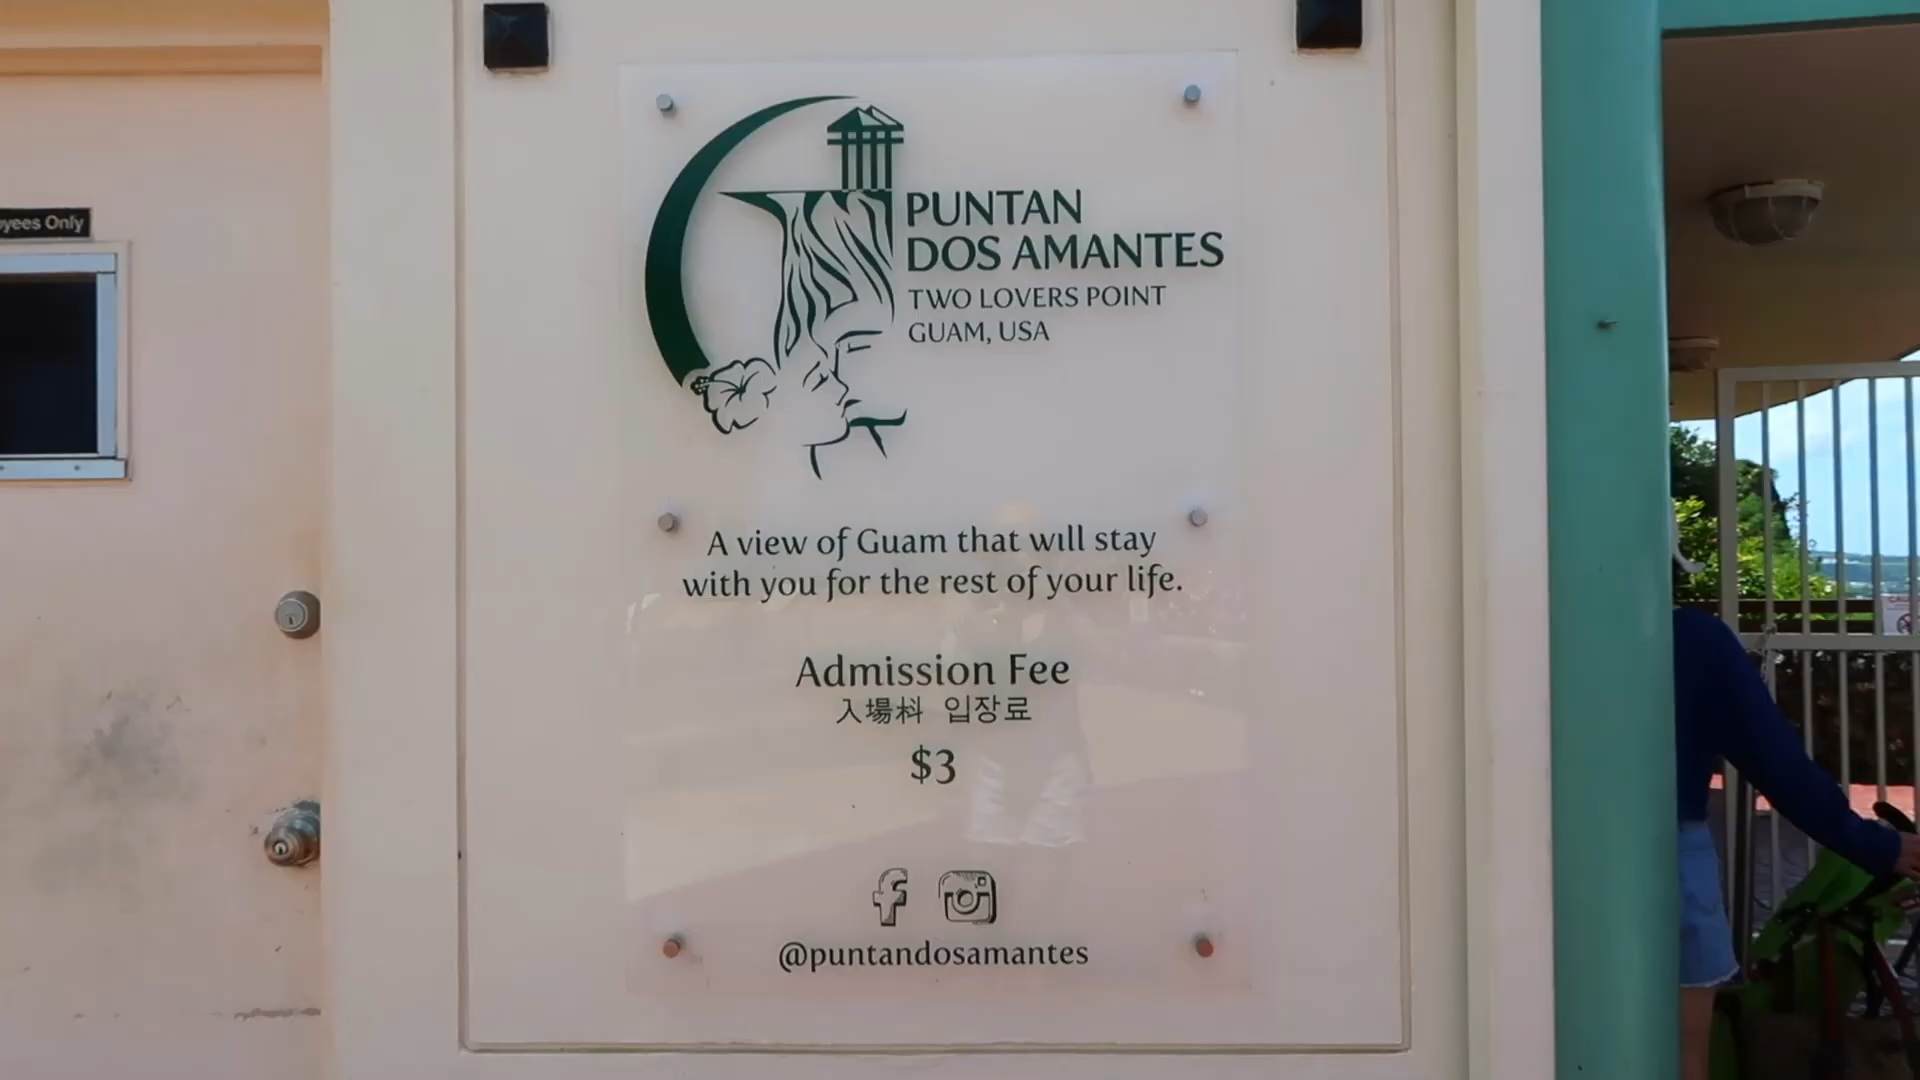 yees Only
PUNTAN
DOS AMANTES
TWO LOVERS POINT
GUAM, USA
A view of Guam that will stay
with you for the rest of your life.
Admission Fee
入場料 입장료
$3
@puntandosamantes